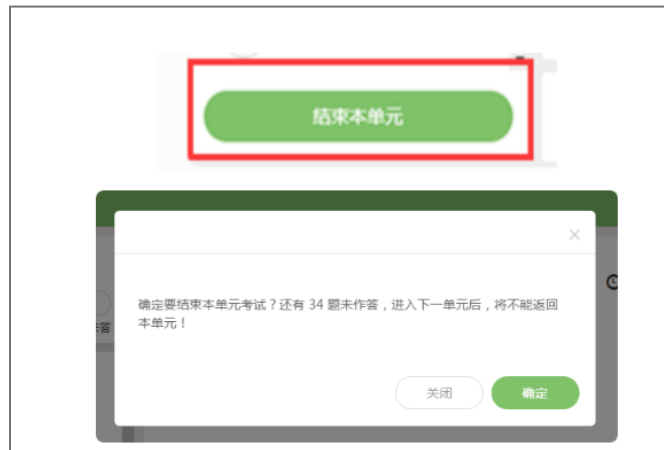 结束本单元
确定要结束本单元考试？还有 34 题未作答，进入下一单元后，将不能返回
本单元！
答
关闭
确定